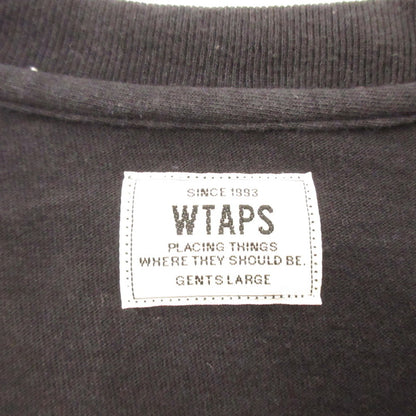 SINCE 1993
WTAPS
PLACING THINGS
WHERE THEY SHOULD BE.
GENTS LARGE